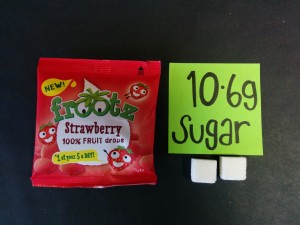 NEW!
frootz
Strawberry
100% FRUIT drops
*1 of your 5 a DAY!
10.6g
Sugar